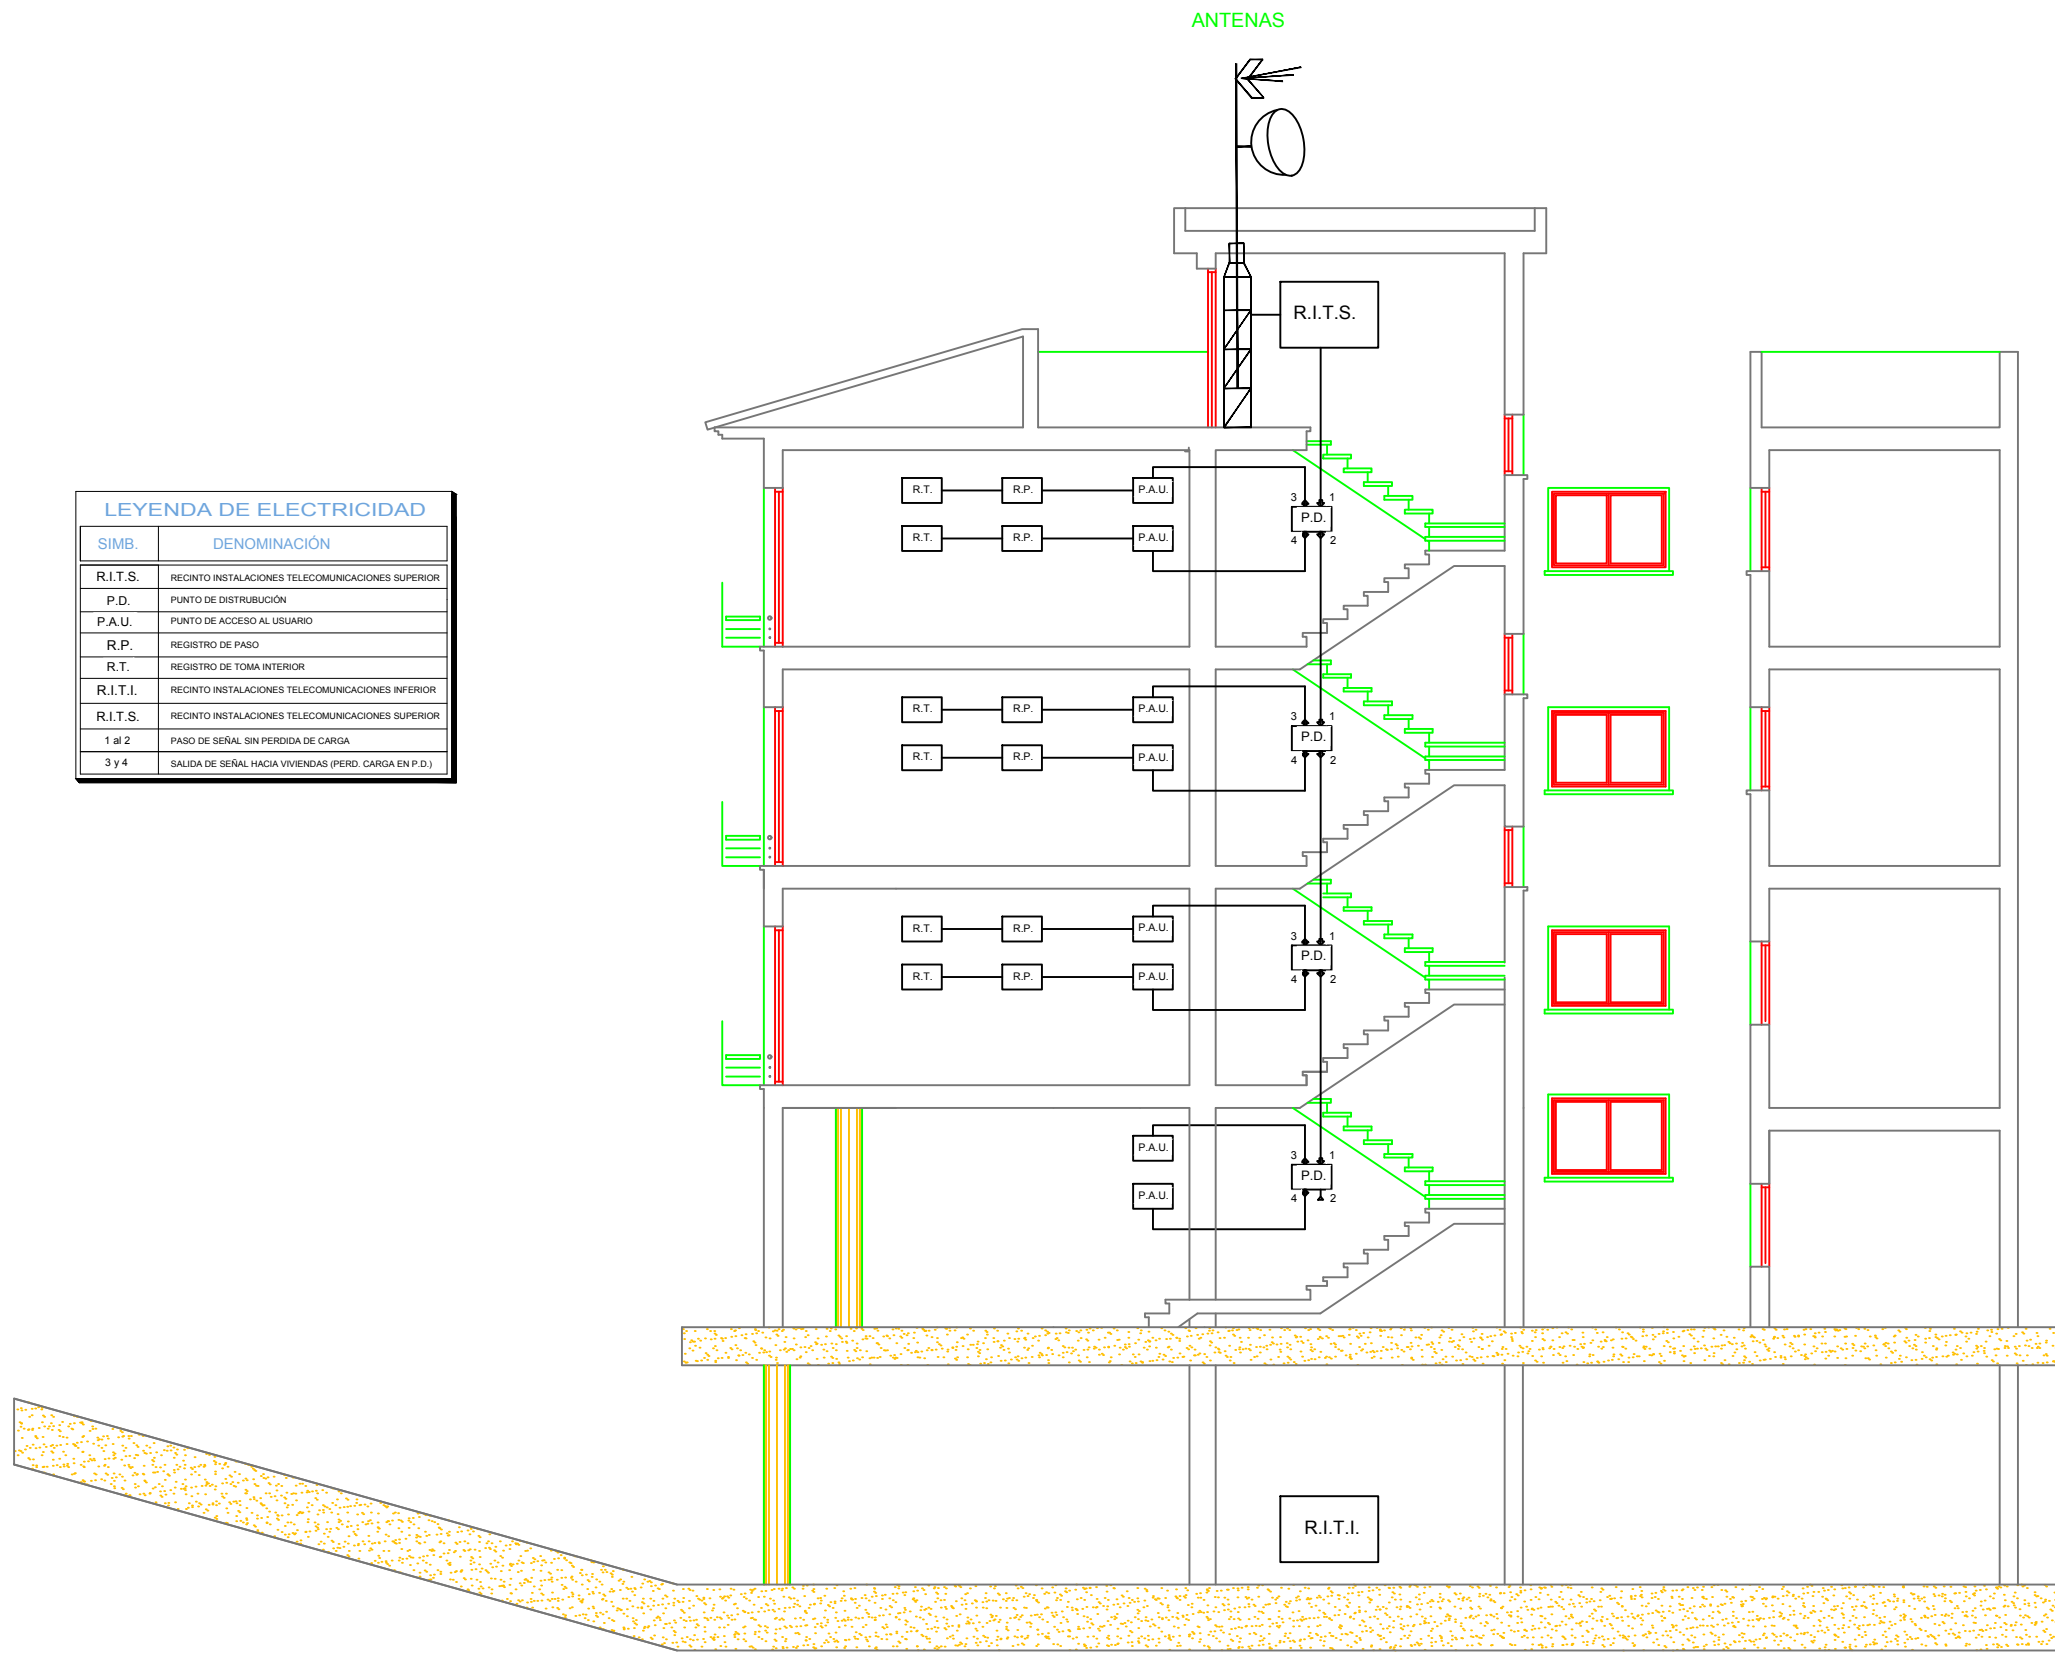 ANTENAS
R.I.T.S.
LEYENDA DE ELECTRICIDAD
SIMB. DENOMINACIÓN
R.I.T.S. RECINTO INSTALACIONES TELECOMUNICACIONES SUPERIOR
P.D. PUNTO DE DISTRUBUCIÓN
P.A.U. PUNTO DE ACCESO AL USUARIO
R.P. REGISTRO DE PASO
R.T. REGISTRO DE TOMA INTERIOR
R.I.T.I. RECINTO INSTALACIONES TELECOMUNICACIONES INFERIOR
R.I.T.S. RECINTO INSTALACIONES TELECOMUNICACIONES SUPERIOR
1 al 2 PASO DE SEÑAL SIN PERDIDA DE CARGA
3 y 4 SALIDA DE SEÑAL HACIA VIVIENDAS (PERD. CARGA EN P.D.)
R.T. R.P. P.A.U. 3 1
P.D.
R.T. R.P. P.A.U. 4 2
R.T. R.P. P.A.U. 3 1
P.D.
R.T. R.P. P.A.U. 4 2
R.T. R.P. P.A.U. 3 1
P.D.
R.T. R.P. P.A.U. 4 2
P.A.U. 3 1
P.D.
P.A.U. 4 2
R.I.T.I.